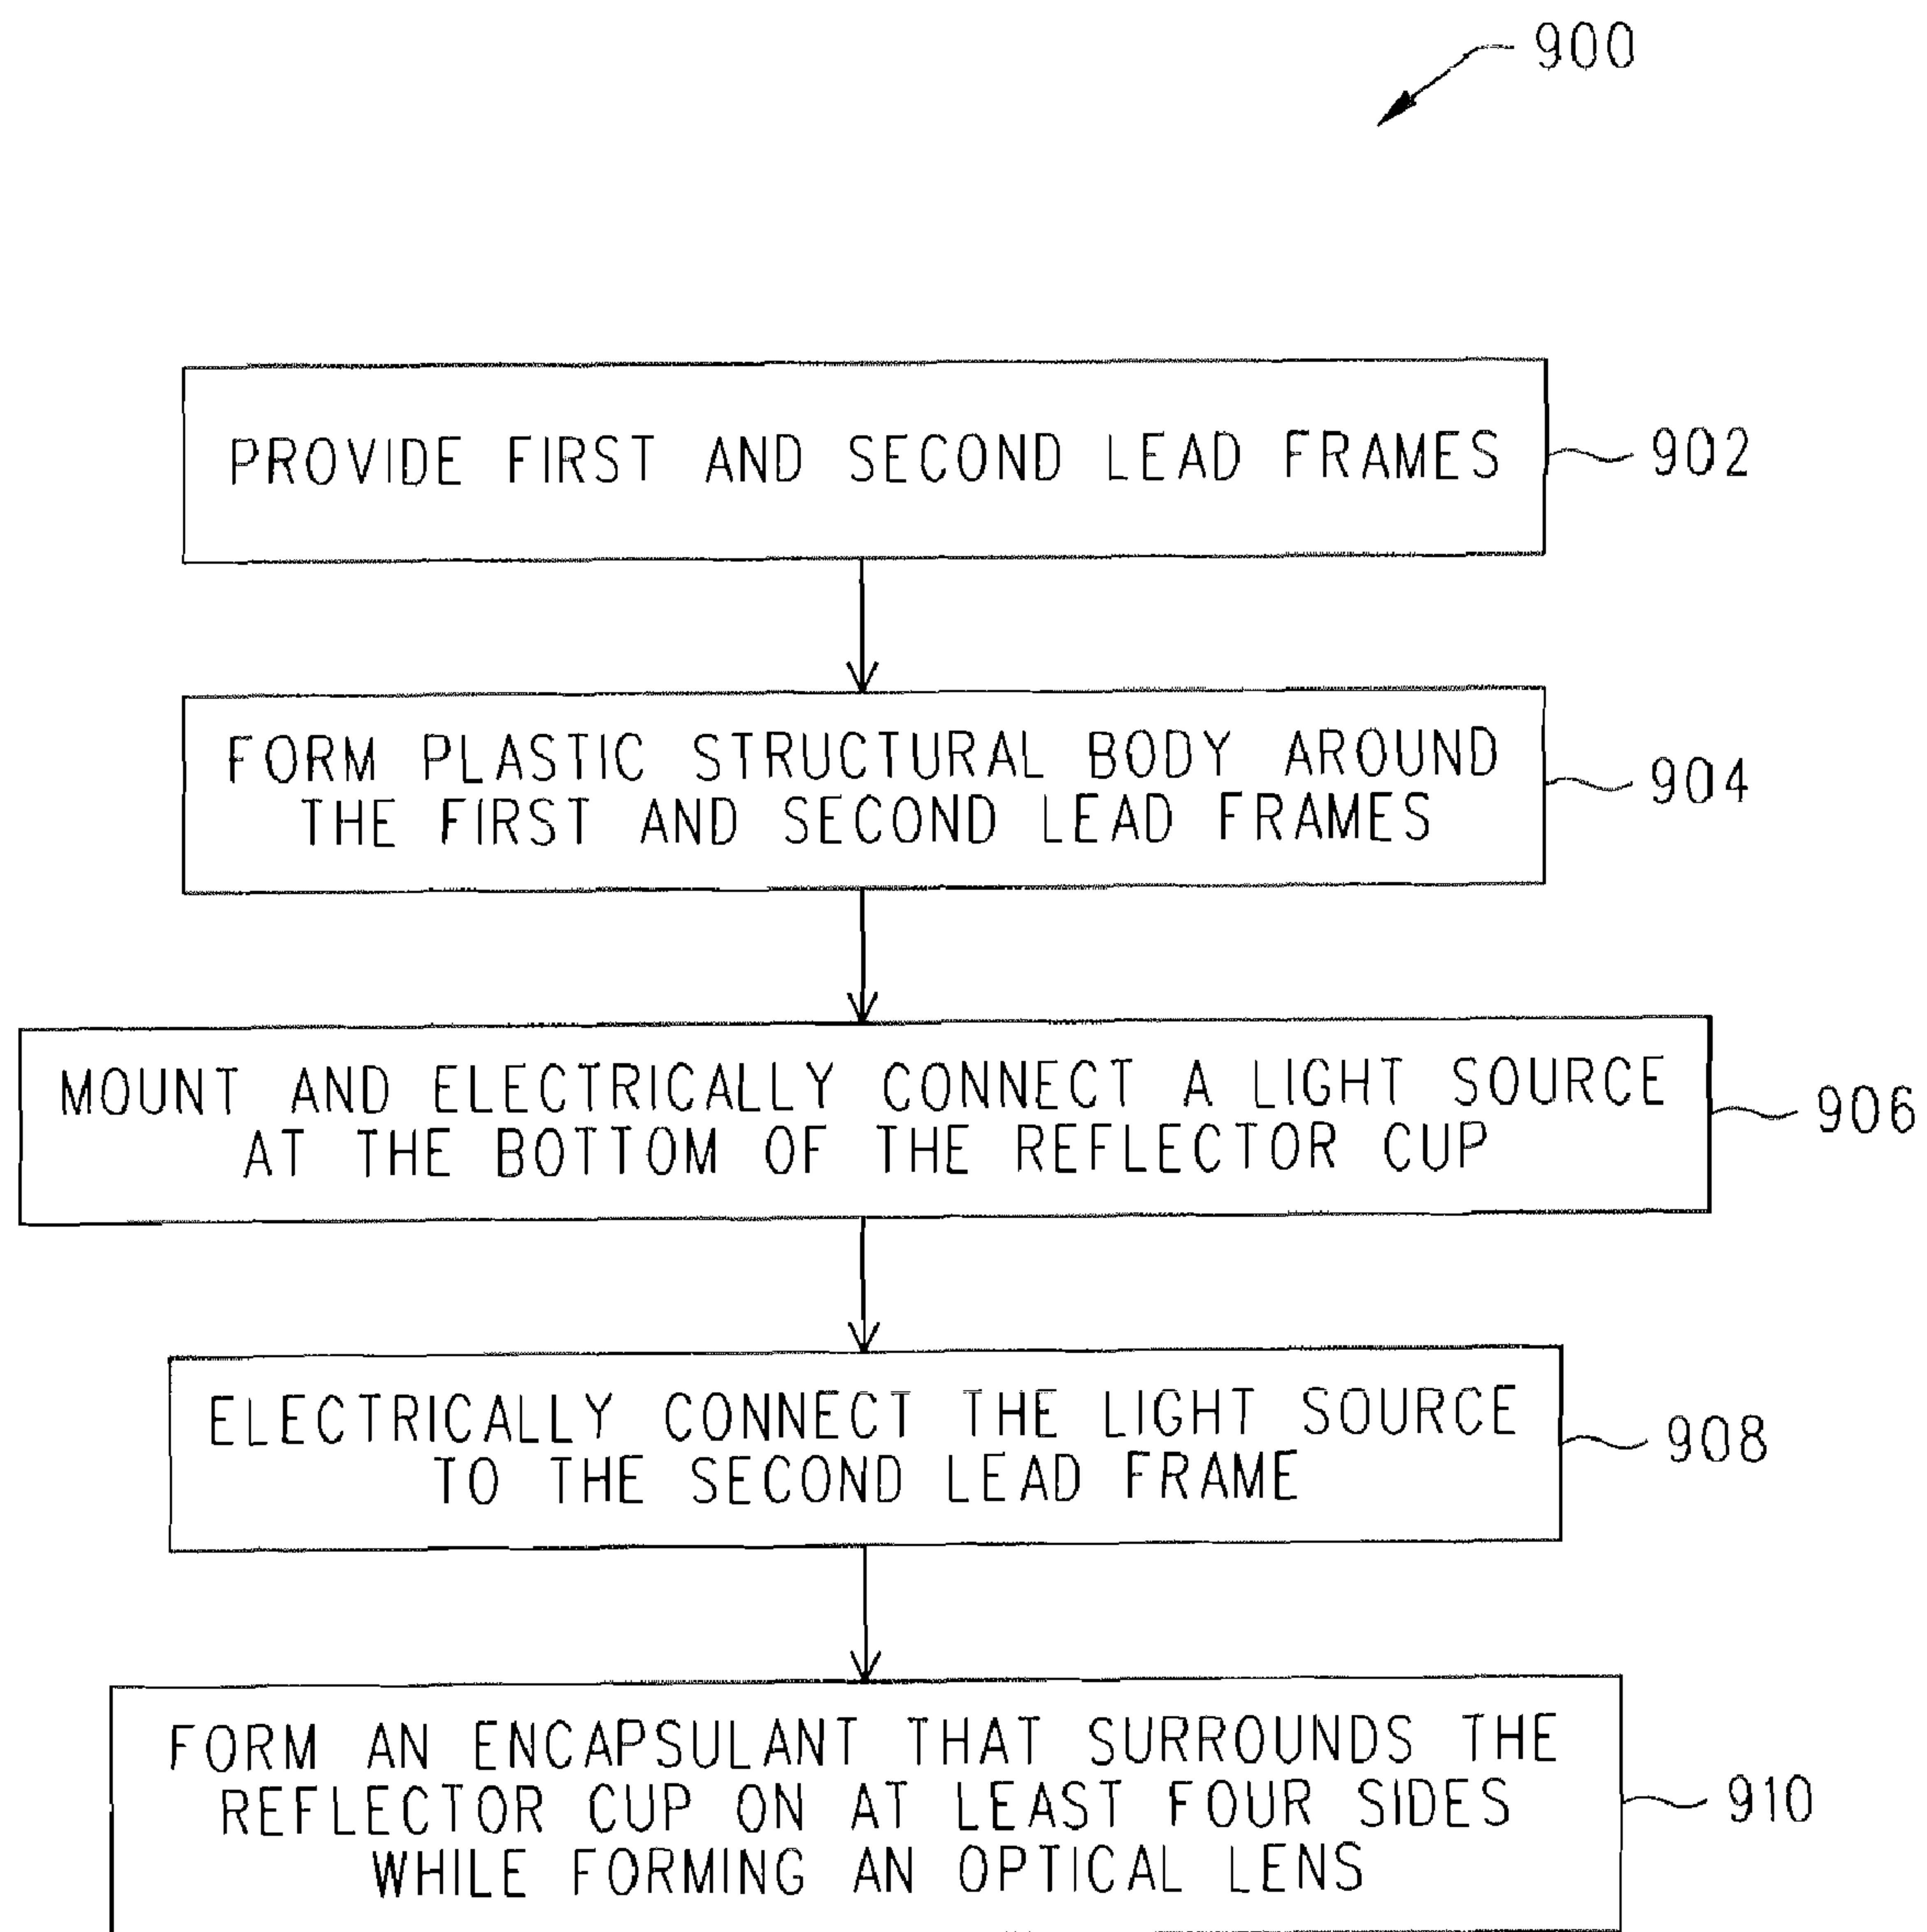 900
PROVIDE FIRST AND SECOND LEAD FRAMES
902
FORM PLASTIC STRUCTURAL BODY AROUND
THE FIRST AND SECOND LEAD FRAMES
904
MOUNT AND ELECTRICALLY CONNECT A LIGHT SOURCE
AT THE BOTTOM OF THE REFLECTOR CUP
906
ELECTRICALLY CONNECT THE LIGHT SOURCE
TO THE SECOND LEAD FRAME
908
FORM AN ENCAPSULANT THAT SURROUNDS THE
REFLECTOR CUP ON AT LEAST FOUR SIDES
WHILE FORMING AN OPTICAL LENS
910